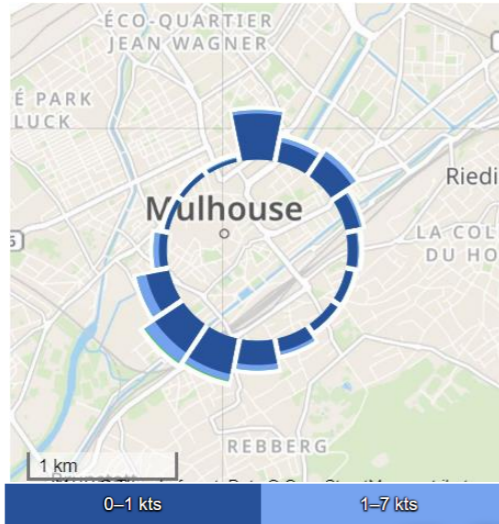 ÉCO-QUARTIER
JEAN WAGNER
É PARK
LUCK
Riedi
Mulhouse
LA COL
DU HO
REBBERG
1 km
0–1 kts
1–7 kts